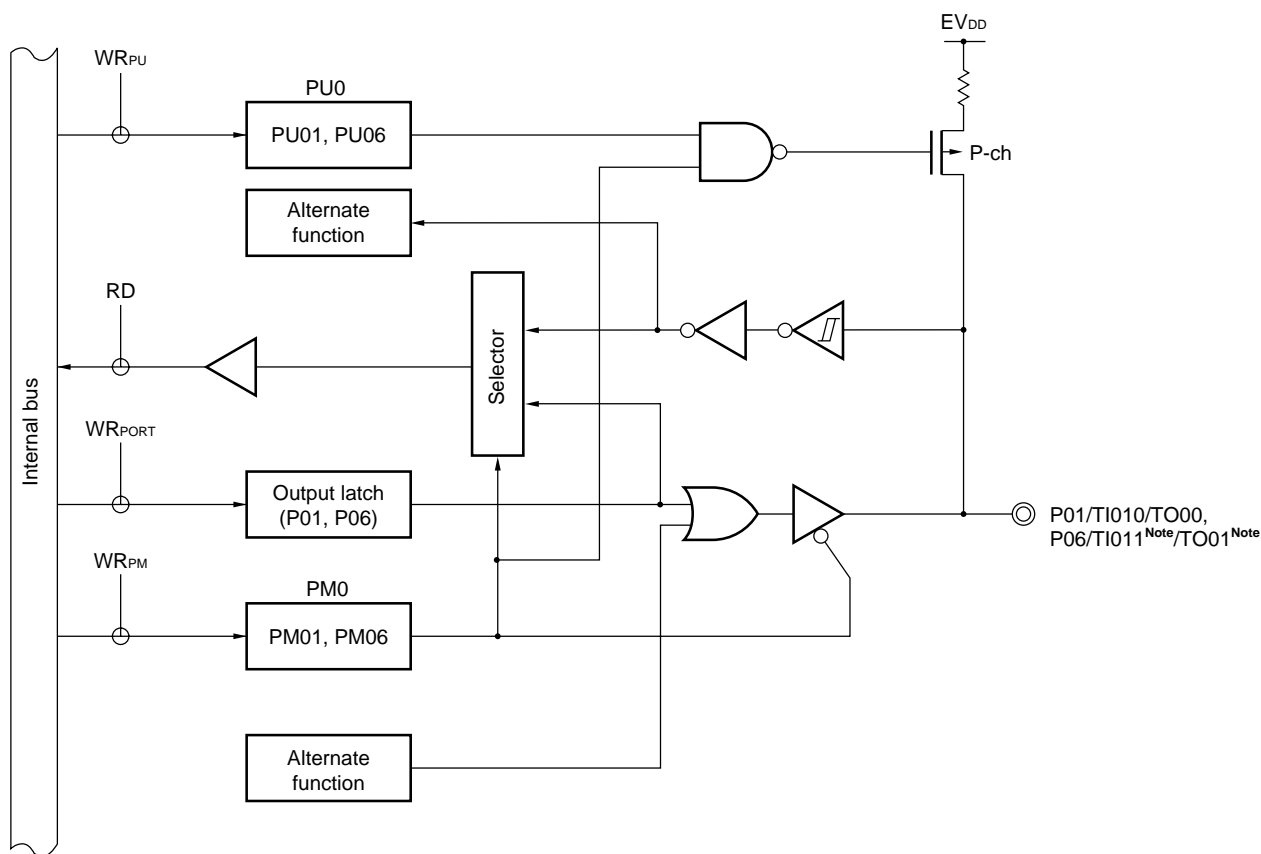 EVDD
WRPU
PU0
PU01, PU06
P-ch
Alternate
function
RD
Selector
Internal bus
WRPORT
Output latch
(P01, P06)
P01/TI010/TO00,
P06/TI011Note/TO01Note
WRPM
PM0
PM01, PM06
Alternate
function